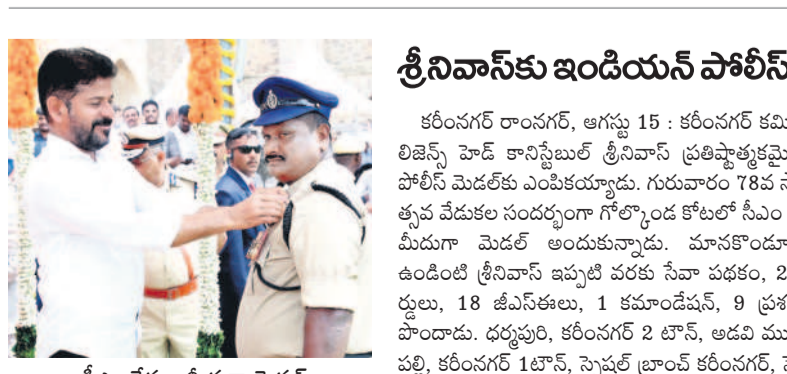 శ్రీనివాస్‌కు ఇండియన్ పోలీస్
కరీంనగర్ రాంనగర్, ఆగస్టు 15 : కరీంనగర్ కమి
లిజెన్స్ హెడ్ కానిస్టేబుల్ శ్రీనివాస్ ప్రతిష్టాత్మకమై
పోలీస్ మెడల్‌కు ఎంపికయ్యాడు. గురువారం 78వ
త్సవ వేడుకల సందర్భంగా గోల్కొండ కోటలో సీఎం
మీదుగా మెడల్ అందుకున్నాడు. మానకొండూ
ఉండింటి శ్రీనివాస్ ఇప్పటి వరకు సేవా పథకం, 2
ర్డులు, 18 జీఎస్ఈలు, 1 కమాండేషన్, 9 ప్రశ
పొందాడు. ధర్మపురి, కరీంనగర్ 2 టౌన్, అడవి ము
పల్లి, కరీంనగర్ 1టౌన్, స్పెషల్ బ్రాంచ్ కరీంనగర్,